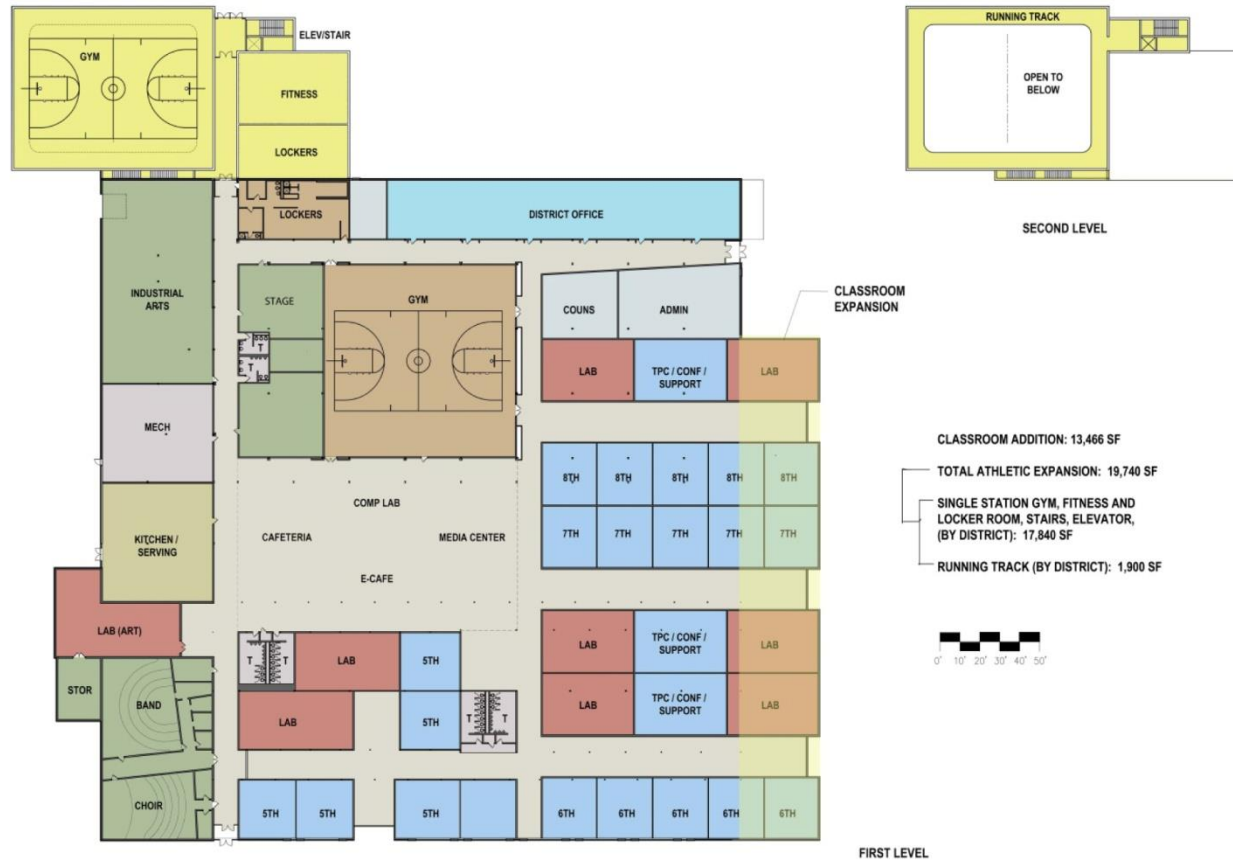 RUNNING TRACK
ELEV/STAIR
GYM
OPEN TO
BELOW
FITNESS
LOCKERS
LOCKERS
DISTRICT OFFICE
SECOND LEVEL
INDUSTRIAL
ARTS
STAGE
GYM
COUNS
ADMIN
CLASSROOM
EXPANSION
T
T
LAB
TPC / CONF /
SUPPORT
LAB
MECH
CLASSROOM ADDITION: 13,466 SF
TOTAL ATHLETIC EXPANSION: 19,740 SF
SINGLE STATION GYM, FITNESS AND
LOCKER ROOM, STAIRS, ELEVATOR,
(BY DISTRICT): 17,840 SF
RUNNING TRACK (BY DISTRICT): 1,900 SF
8TH 8TH 8TH 8TH 8TH
COMP LAB
KITCHEN /
SERVING
CAFETERIA
MEDIA CENTER
7TH 7TH 7TH 7TH 7TH
E-CAFE
LAB (ART)
LAB
TPC / CONF /
SUPPORT
LAB
T T
LAB
5TH
0' 10' 20' 30' 40' 50'
STOR
BAND
LAB
5TH
T T
LAB
TPC / CONF /
SUPPORT
LAB
CHOIR
5TH 5TH
5TH
6TH 6TH 6TH 6TH 6TH
FIRST LEVEL